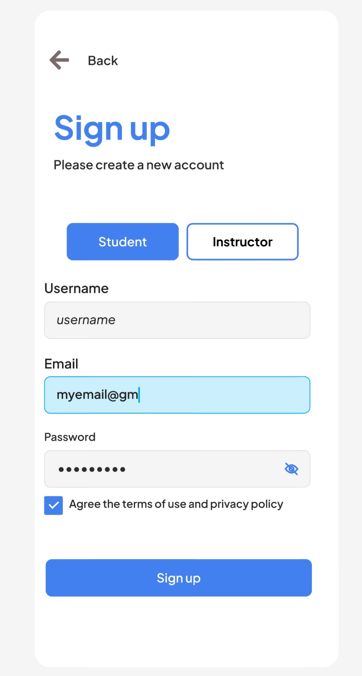 Back
Sign up
Please create a new account
Student Instructor
Username
username
Email
myemail@gm
Password
•••••••••
Agree the terms of use and privacy policy
Sign up